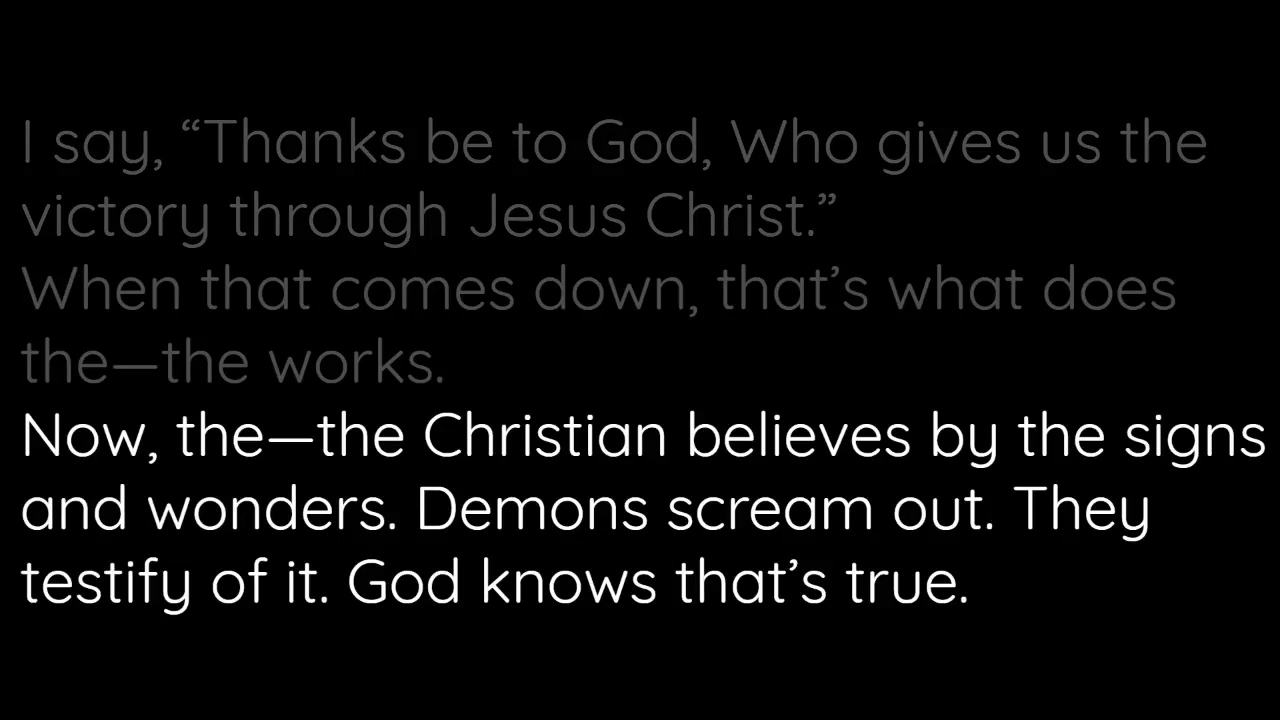 I say, “Thanks be to God, Who gives us the
victory through Jesus Christ.”
When that comes down, that’s what does
the—the works.
Now, the—the Christian believes by the signs
and wonders. Demons scream out. They
testify of it. God knows that’s true.